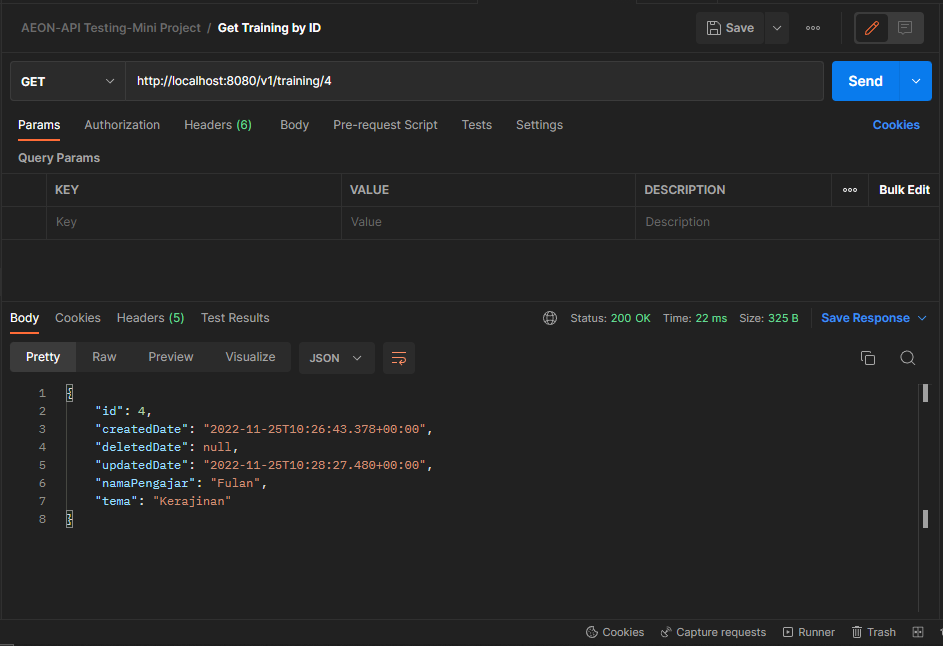 AEON-API Testing-Mini Project / Get Training by ID
Save
GET
http://localhost:8080/v1/training/4
Send
Params Authorization Headers (6) Body Pre-request Script Tests Settings Cookies
Query Params
KEY VALUE DESCRIPTION Bulk Edit
Key Value Description
Body Cookies Headers (5) Test Results Status: 200 OK Time: 22 ms Size: 325 B Save Response
Pretty Raw Preview Visualize JSON
1 {
2 "id": 4,
3 "createdDate": "2022-11-25T10:26:43.378+00:00",
4 "deletedDate": null,
5 "updatedDate": "2022-11-25T10:28:27.480+00:00",
6 "namaPengajar": "Fulan",
7 "tema": "Kerajinan"
8 }
Cookies Capture requests Runner Trash